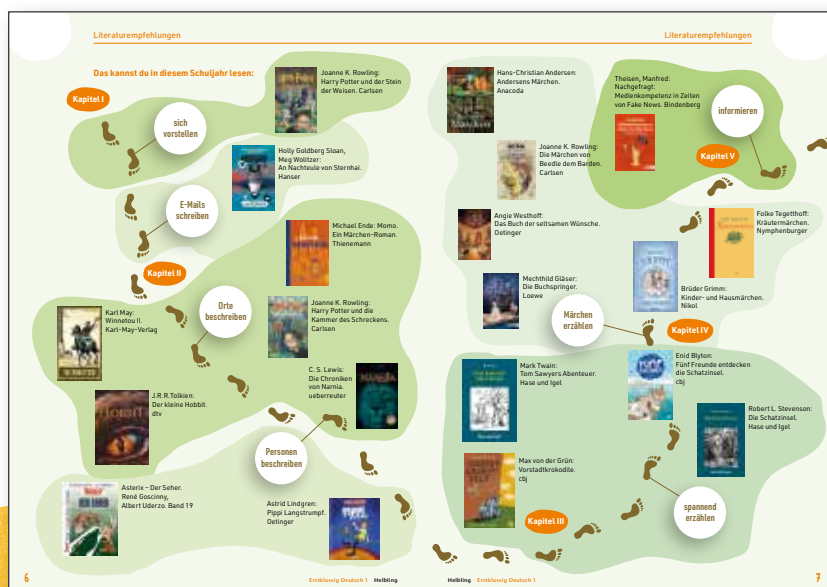 Literaturempfehlungen
Das kannst du in diesem Schuljahr lesen:
Kapitel I
sich
vorstellen
Joanne K. Rowling:
Harry Potter und der Stein
der Weisen. Carlsen
Holly Goldberg Sloan,
Meg Wolitzer:
An Nachteule von Sternhai.
Hanser
E-Mails
schreiben
Kapitel II
Michael Ende: Momo.
Ein Märchen-Roman.
Thienemann
Orte
beschreiben
Joanne K. Rowling:
Harry Potter und die
Kammer des Schreckens.
Carlsen
Karl May:
Winnetou II.
Karl-May-Verlag
C. S. Lewis:
Die Chroniken
von Narnia.
ueberreuter
J.R.R.Tolkien:
Der kleine Hobbit.
dtv
HOBBIT
Personen
beschreiben
Asterix – Der Seher.
René Goscinny,
Albert Uderzo. Band 19
Astrid Lindgren:
Pippi Langstrumpf.
Oetinger
6
Erstklassig Deutsch 1 Helbling
Literaturempfehlungen
Hans-Christian Andersen:
Andersens Märchen.
Anacoda
Theisen, Manfred:
Nachgefragt:
Medienkompetenz in Zeiten
von Fake News. Bindenberg
informieren
Kapitel V
Joanne K. Rowling:
Die Märchen von
Beedle dem Barden.
Carlsen
Angie Westhoff:
Das Buch der seltsamen Wünsche.
Oetinger
Folke Tegetthoff:
Kräutermärchen.
Nymphenburger
Mechthild Gläser:
Die Buchspringer.
Loewe
Brüder Grimm:
Kinder- und Hausmärchen.
Nikol
Märchen
erzählen
Kapitel IV
Mark Twain:
Tom Sawyers Abenteuer.
Hase und Igel
Enid Blyton:
Fünf Freunde entdecken
die Schatzinsel.
cbj
Robert L. Stevenson:
Die Schatzinsel.
Hase und Igel
Max von der Grün:
Vorstadtkrokodile.
cbj
Kapitel III
spannend
erzählen
Helbling Erstklassig Deutsch 1
7